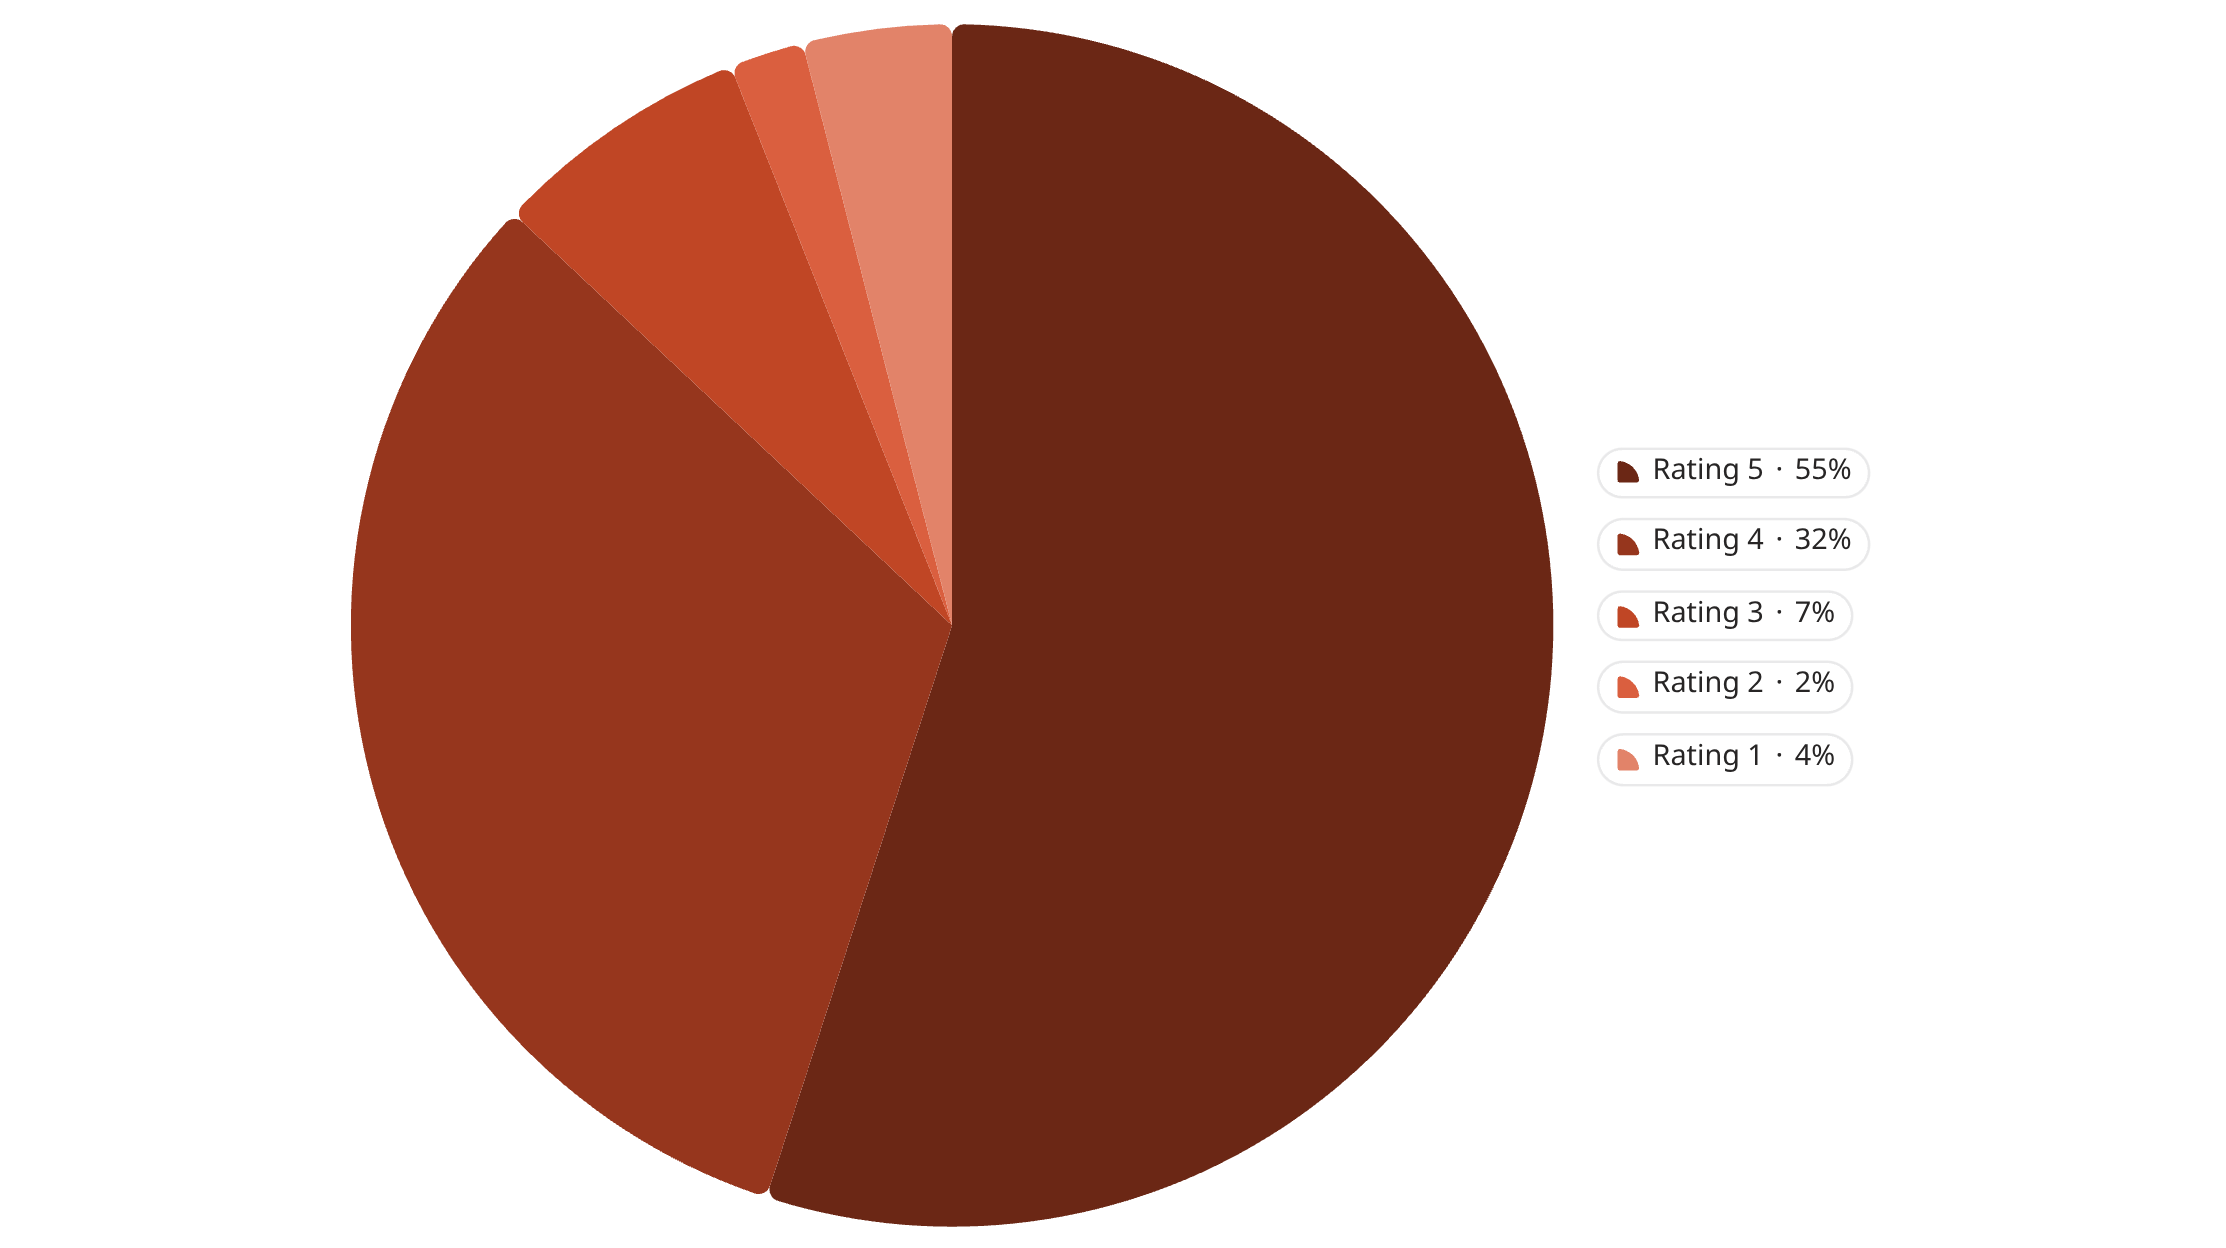 Rating 5 · 55%
Rating 4 · 32%
Rating 3 · 7%
Rating 2 · 2%
Rating 1 · 4%